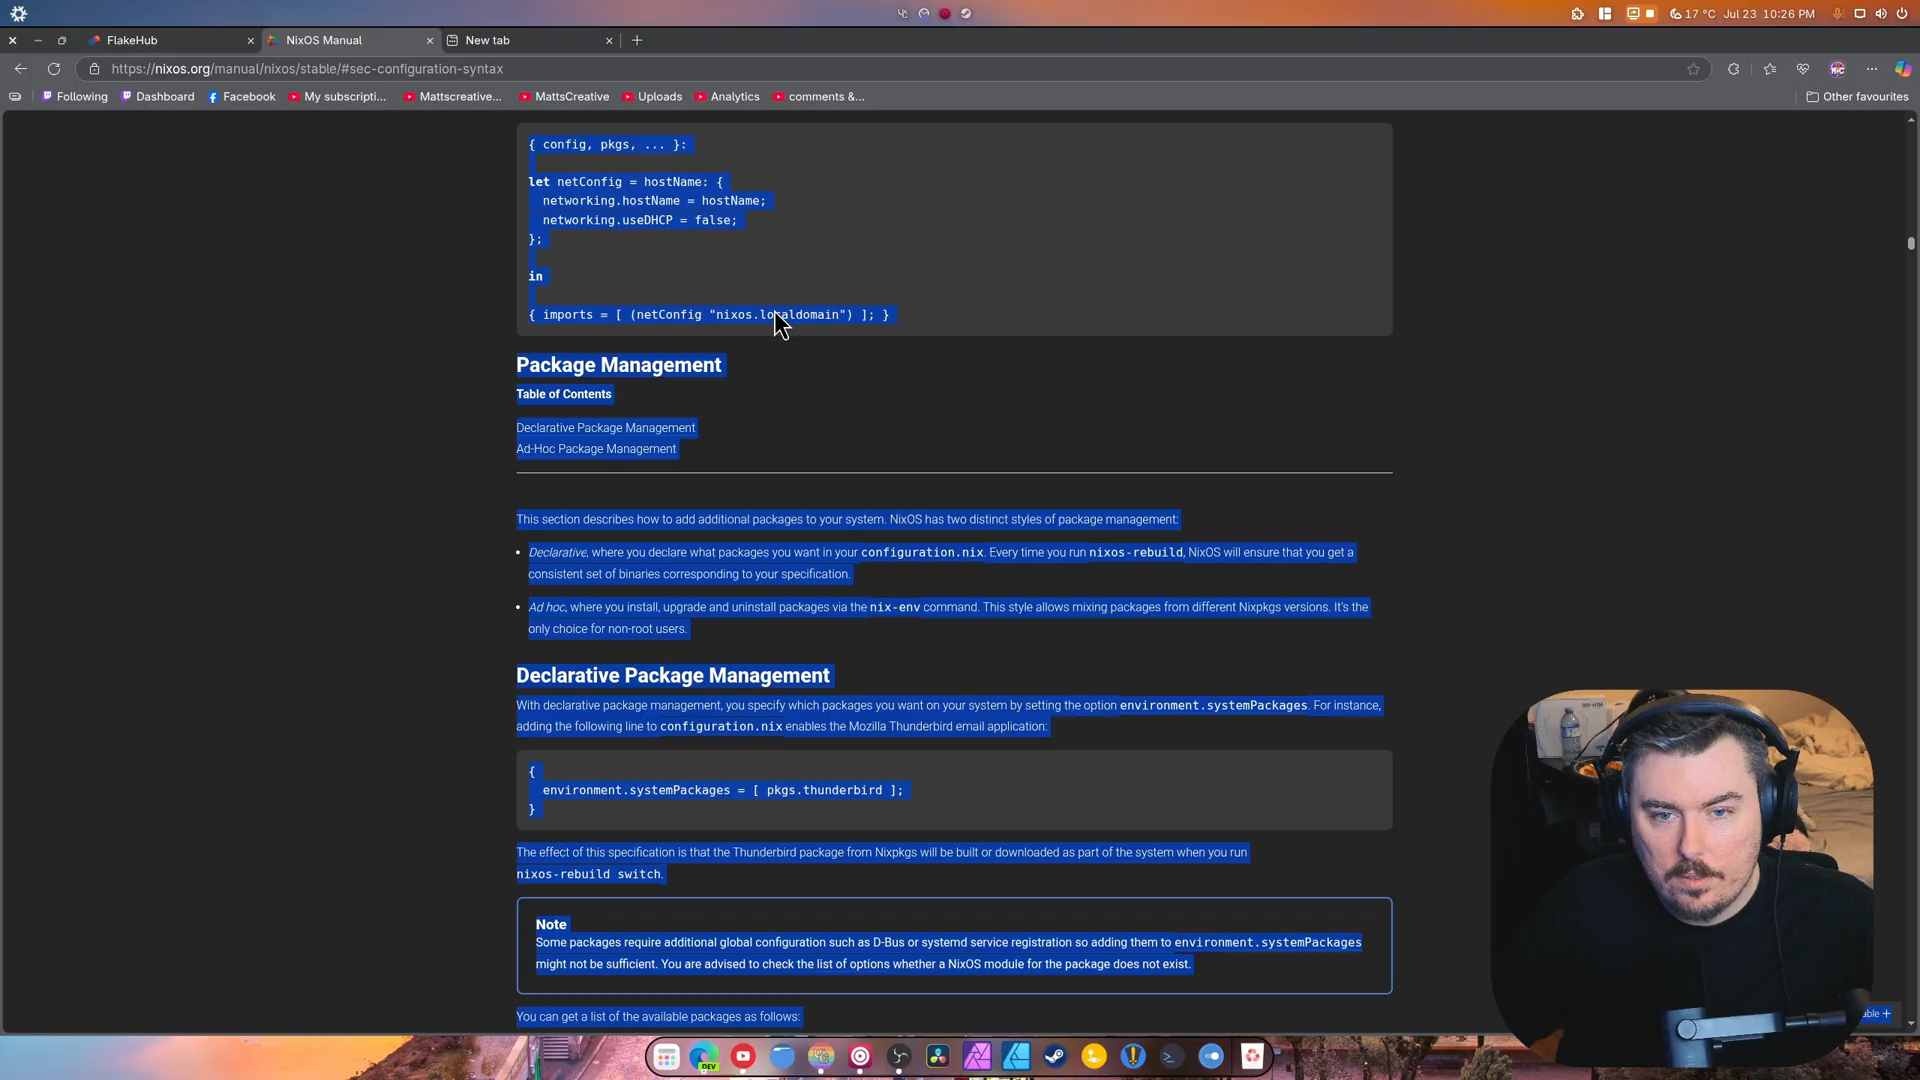 17 °C Jul 23 10:26 PM
FlakeHub
NixOS Manual
New tab
https://nixos.org/manual/nixos/stable/#sec-configuration-syntax
Following
Dashboard
Facebook
My subscripti...
Mattscreative...
MattsCreative
Uploads
Analytics
comments &...
Other favourites
{ config, pkgs, ... }:
let netConfig = hostName: {
networking.hostName = hostName;
networking.useDHCP = false;
};
in
{ imports = [ (netConfig "nixos.localdomain") ]; }
Package Management
Table of Contents
Declarative Package Management
Ad-Hoc Package Management
This section describes how to add additional packages to your system. NixOS has two distinct styles of package management:
• Declarative, where you declare what packages you want in your configuration.nix. Every time you run nixos-rebuild, NixOS will ensure that you get a
consistent set of binaries corresponding to your specification.
• Ad hoc, where you install, upgrade and uninstall packages via the nix-env command. This style allows mixing packages from different Nixpkgs versions. It's the
only choice for non-root users.
Declarative Package Management
With declarative package management, you specify which packages you want on your system by setting the option environment.systemPackages. For instance,
adding the following line to configuration.nix enables the Mozilla Thunderbird email application:
{
environment.systemPackages = [ pkgs.thunderbird ];
}
The effect of this specification is that the Thunderbird package from Nixpkgs will be built or downloaded as part of the system when you run
nixos-rebuild switch.
Note
Some packages require additional global configuration such as D-Bus or systemd service registration so adding them to environment.systemPackages
might not be sufficient. You are advised to check the list of options whether a NixOS module for the package does not exist.
You can get a list of the available packages as follows:
able +
DEV